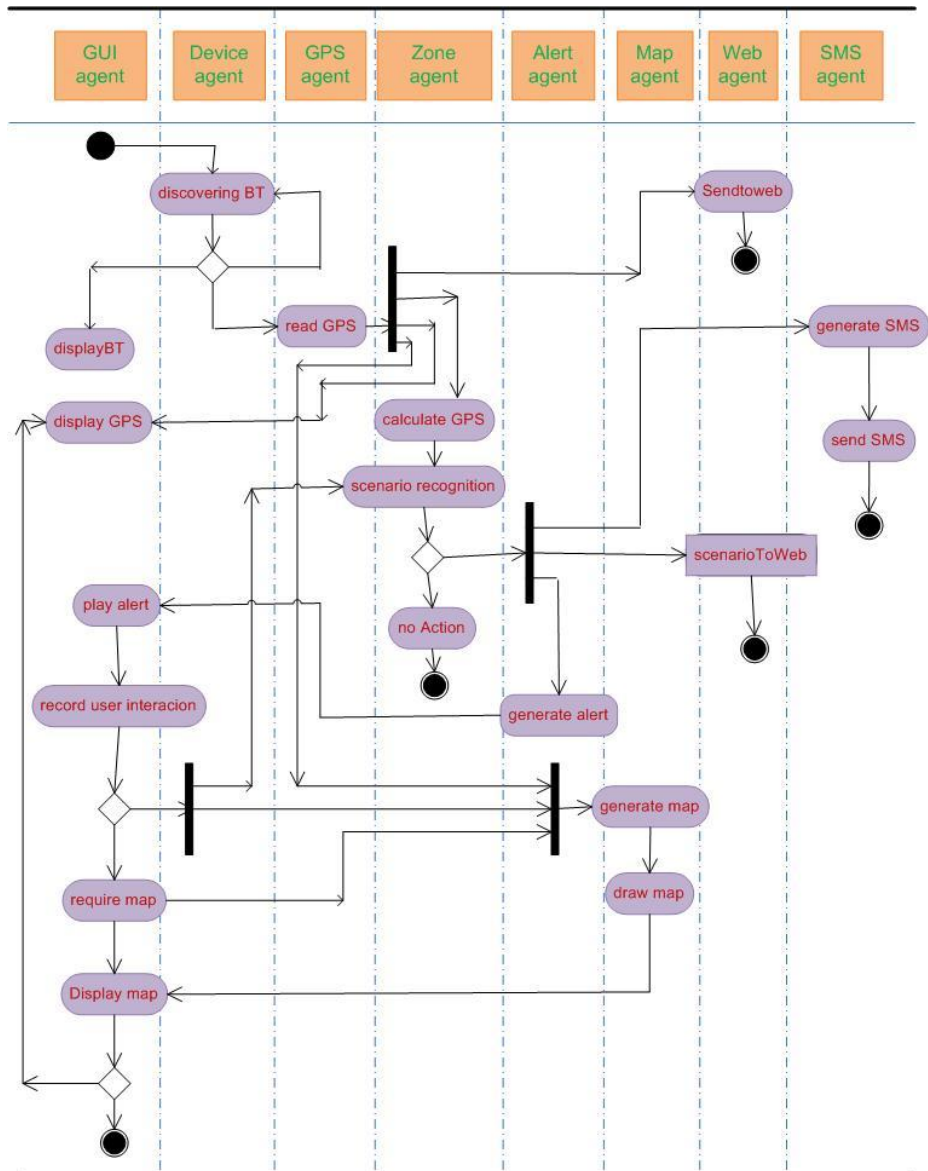 GUI
agent
Device
agent
GPS
agent
Zone
agent
Alert
agent
Map
agent
Web
agent
SMS
agent
discovering BT
Sendtoweb
read GPS
generate SMS
displayBT
display GPS
calculate GPS
send SMS
scenario recognition
scenarioToWeb
play alert
no Action
record user interacion
generate alert
generate map
require map
draw map
Display map